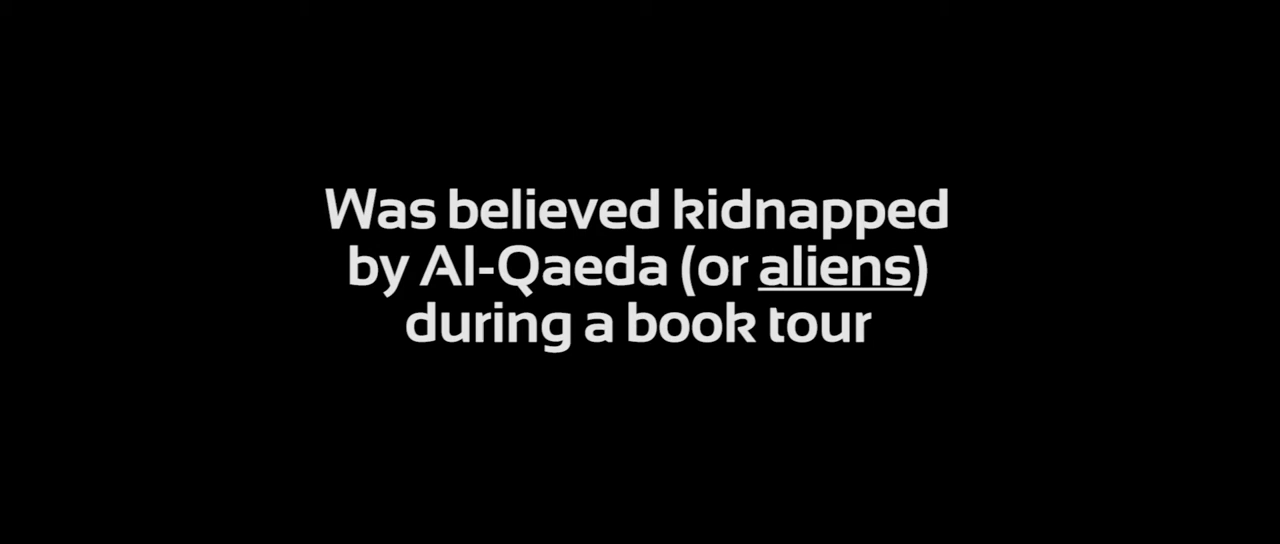 Was believed kidnapped
by Al-Qaeda (or aliens)
during a book tour